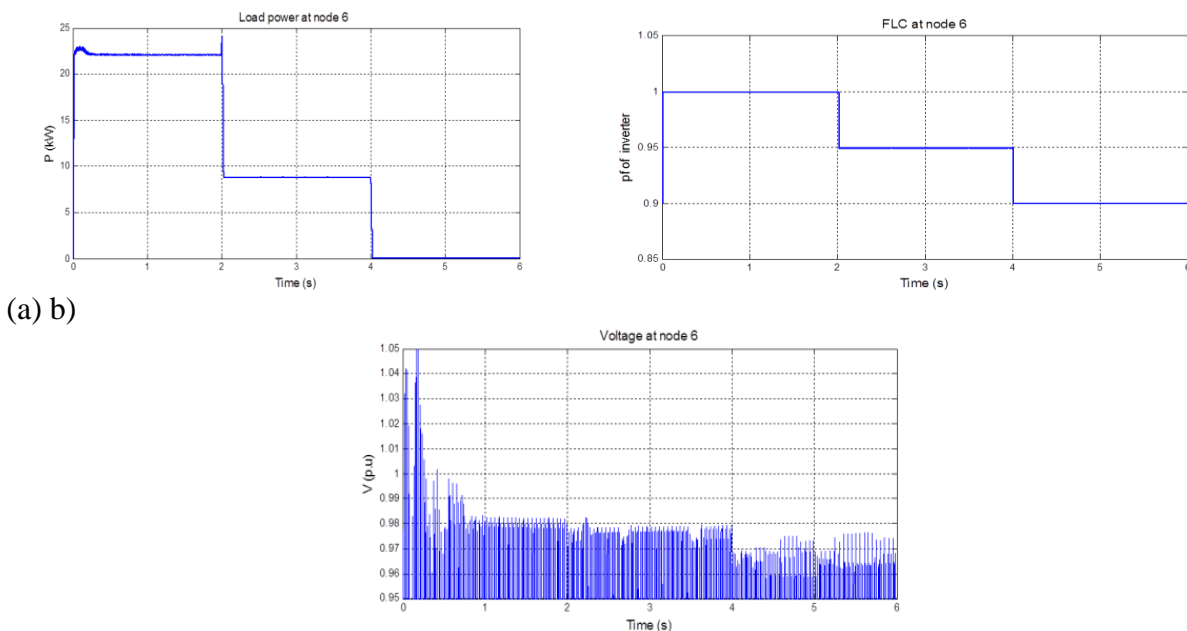 Load power at node 6
25
20
15
10
5
0
P (kW)
0 1 2 3 4 5 6
Time (s)
FLC at node 6
1.05
1
0.95
0.9
0.85
pf of inverter
0 1 2 3 4 5 6
Time (s)
(a) b)
Voltage at node 6
1.05
1.04
1.03
1.02
1.01
1
0.99
0.98
0.97
0.96
0.95
V (p.u)
0 1 2 3 4 5 6
Time (s)